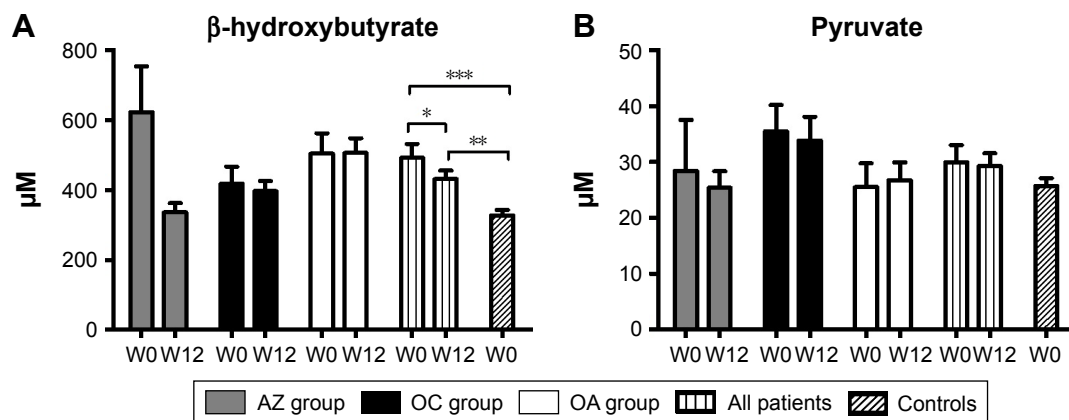 A
β-hydroxybutyrate
800
600
400
200
0
µM
***
*
**
W0 W12 W0 W12 W0 W12 W0 W12 W0
B
Pyruvate
50
40
30
20
10
0
µM
W0 W12 W0 W12 W0 W12 W0 W12 W0
AZ group OC group OA group All patients Controls